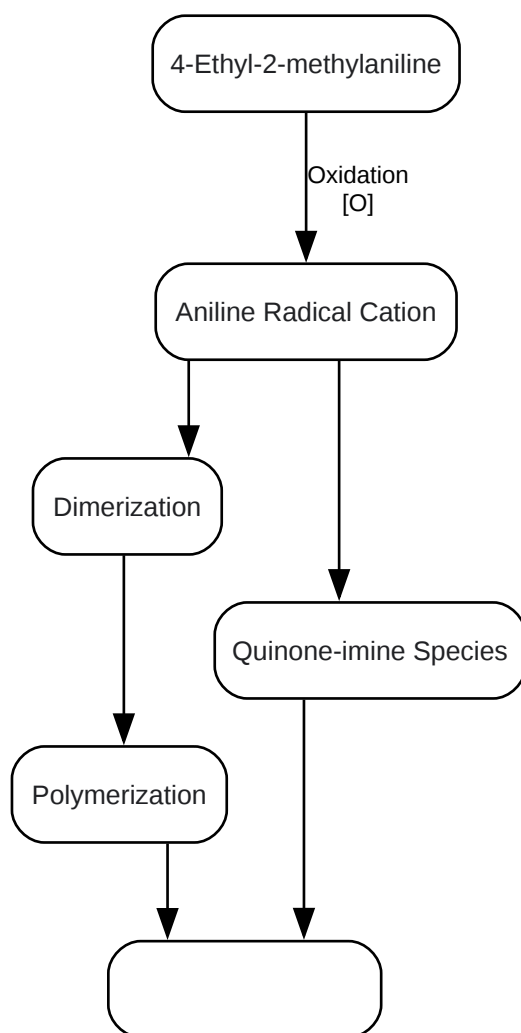 4-Ethyl-2-methylaniline
Oxidation
[O]
Aniline Radical Cation
Dimerization
Quinone-imine Species
Polymerization